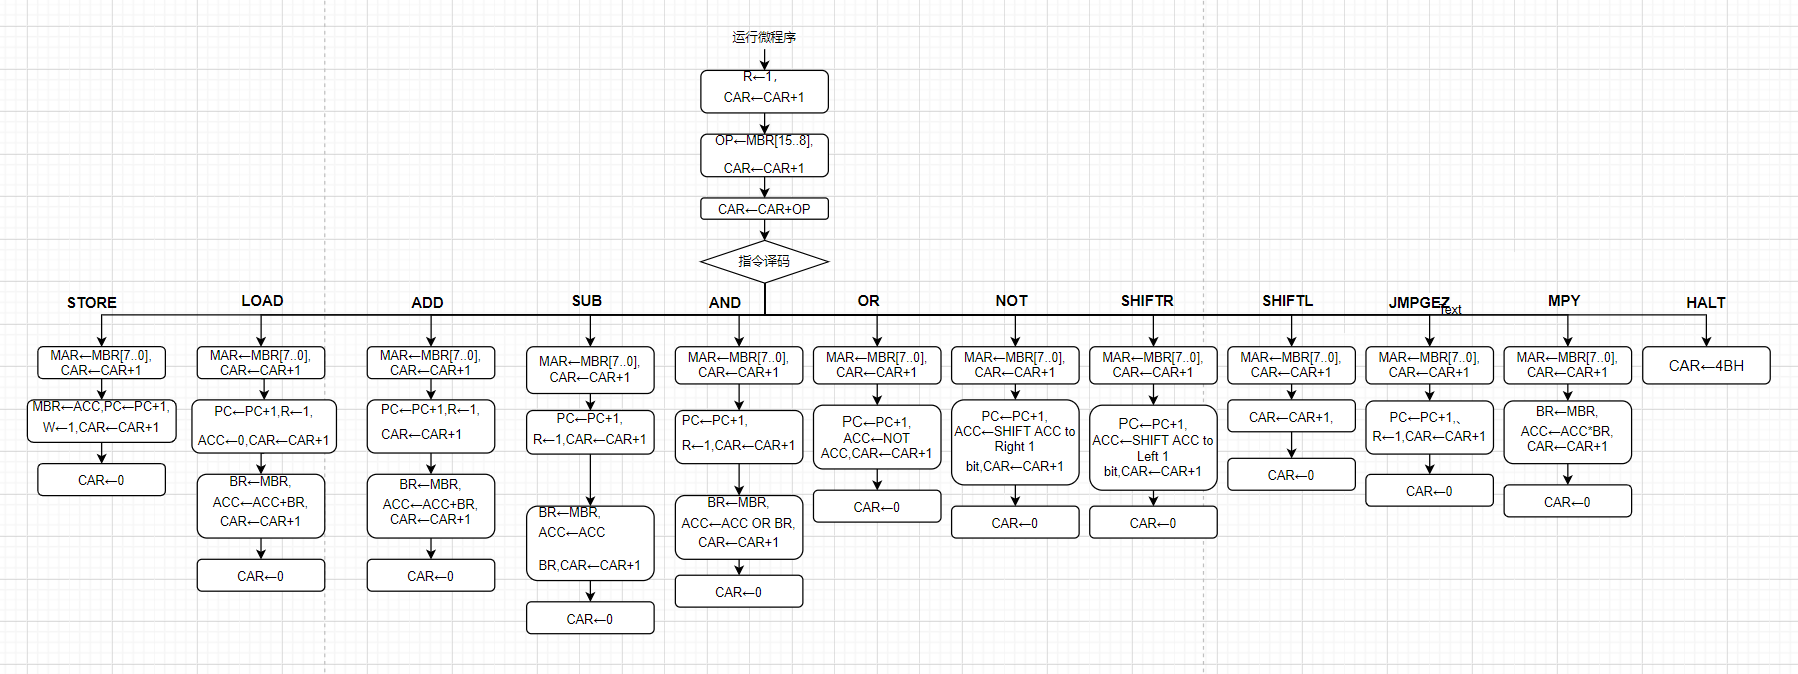 运行微程序
R←1,
CAR←CAR+1
OP←MBR[15..8],
CAR←CAR+1
CAR←CAR+OP
指令译码
STORE
MAR←MBR[7..0],
CAR←CAR+1
MBR←ACC,PC←PC+1,
W←1,CAR←CAR+1
CAR←0
LOAD
MAR←MBR[7..0],
CAR←CAR+1
PC←PC+1,R←1,
ACC←0,CAR←CAR+1
BR←MBR,
ACC←ACC+BR,
CAR←CAR+1
CAR←0
ADD
MAR←MBR[7..0],
CAR←CAR+1
PC←PC+1,R←1,
CAR←CAR+1
BR←MBR,
ACC←ACC+BR,
CAR←CAR+1
CAR←0
SUB
MAR←MBR[7..0],
CAR←CAR+1
PC←PC+1,
R←1,CAR←CAR+1
BR←MBR,
ACC←ACC
BR,CAR←CAR+1
CAR←0
AND
MAR←MBR[7..0],
CAR←CAR+1
PC←PC+1,
R←1,CAR←CAR+1
BR←MBR,
ACC←ACC OR BR,
CAR←CAR+1
CAR←0
OR
MAR←MBR[7..0],
CAR←CAR+1
PC←PC+1,
ACC←NOT
ACC,CAR←CAR+1
CAR←0
NOT
MAR←MBR[7..0],
CAR←CAR+1
PC←PC+1,
ACC←SHIFT ACC to
Right 1
bit,CAR←CAR+1
CAR←0
SHIFTR
MAR←MBR[7..0],
CAR←CAR+1
PC←PC+1,
ACC←SHIFT ACC to
Left 1
bit,CAR←CAR+1
CAR←0
SHIFTL
MAR←MBR[7..0],
CAR←CAR+1
CAR←CAR+1,
CAR←0
JMPGEZ
Text
MAR←MBR[7..0],
CAR←CAR+1
PC←PC+1,、
R←1,CAR←CAR+1
CAR←0
MPY
MAR←MBR[7..0],
CAR←CAR+1
BR←MBR,
ACC←ACC*BR,
CAR←CAR+1
CAR←0
HALT
CAR←4BH